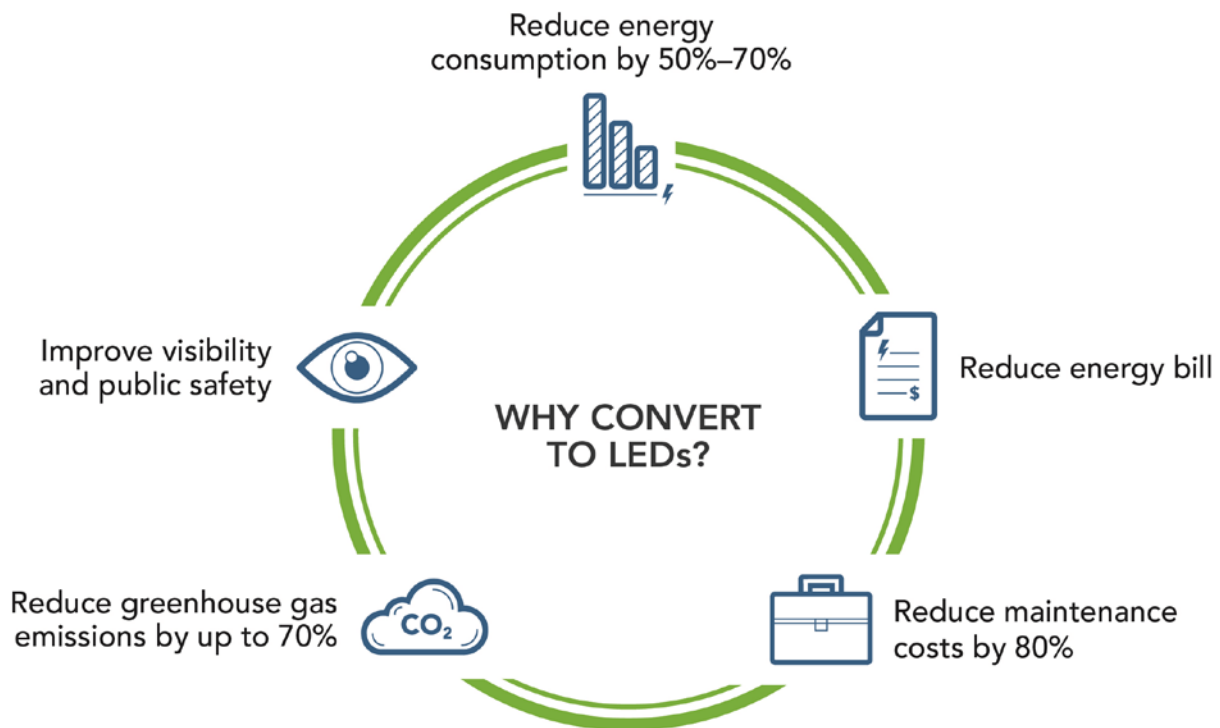 Reduce energy
consumption by 50%–70%
Reduce energy bill
Reduce maintenance
costs by 80%
Reduce greenhouse gas
emissions by up to 70%
Improve visibility
and public safety
WHY CONVERT
TO LEDs?
$
CO₂